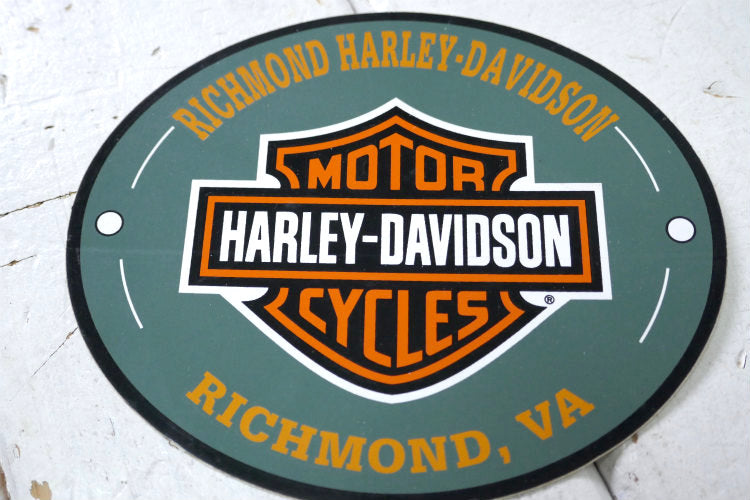 RICHMOND HARLEY-DAVIDSON
MOTOR
HARLEY-DAVIDSON
CYCLES
®
RICHMOND, VA